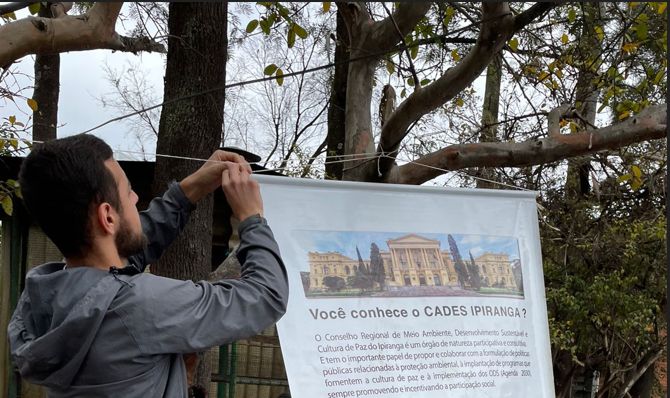 Você conhece o CADES IPIRANGA ?
O Conselho Regional de Meio Ambiente, Desenvolvimento Sustentável e
Cultura de Paz do Ipiranga é um órgão de natureza participativa e consultiva.
E tem o importante papel de propor e colaborar com a formulação de políticas
públicas relacionadas à proteção ambiental, à implantação de programas que
fomentem a cultura de paz e à implementação dos ODS (Agenda 2030),
sempre promovendo e incentivando a participação social.